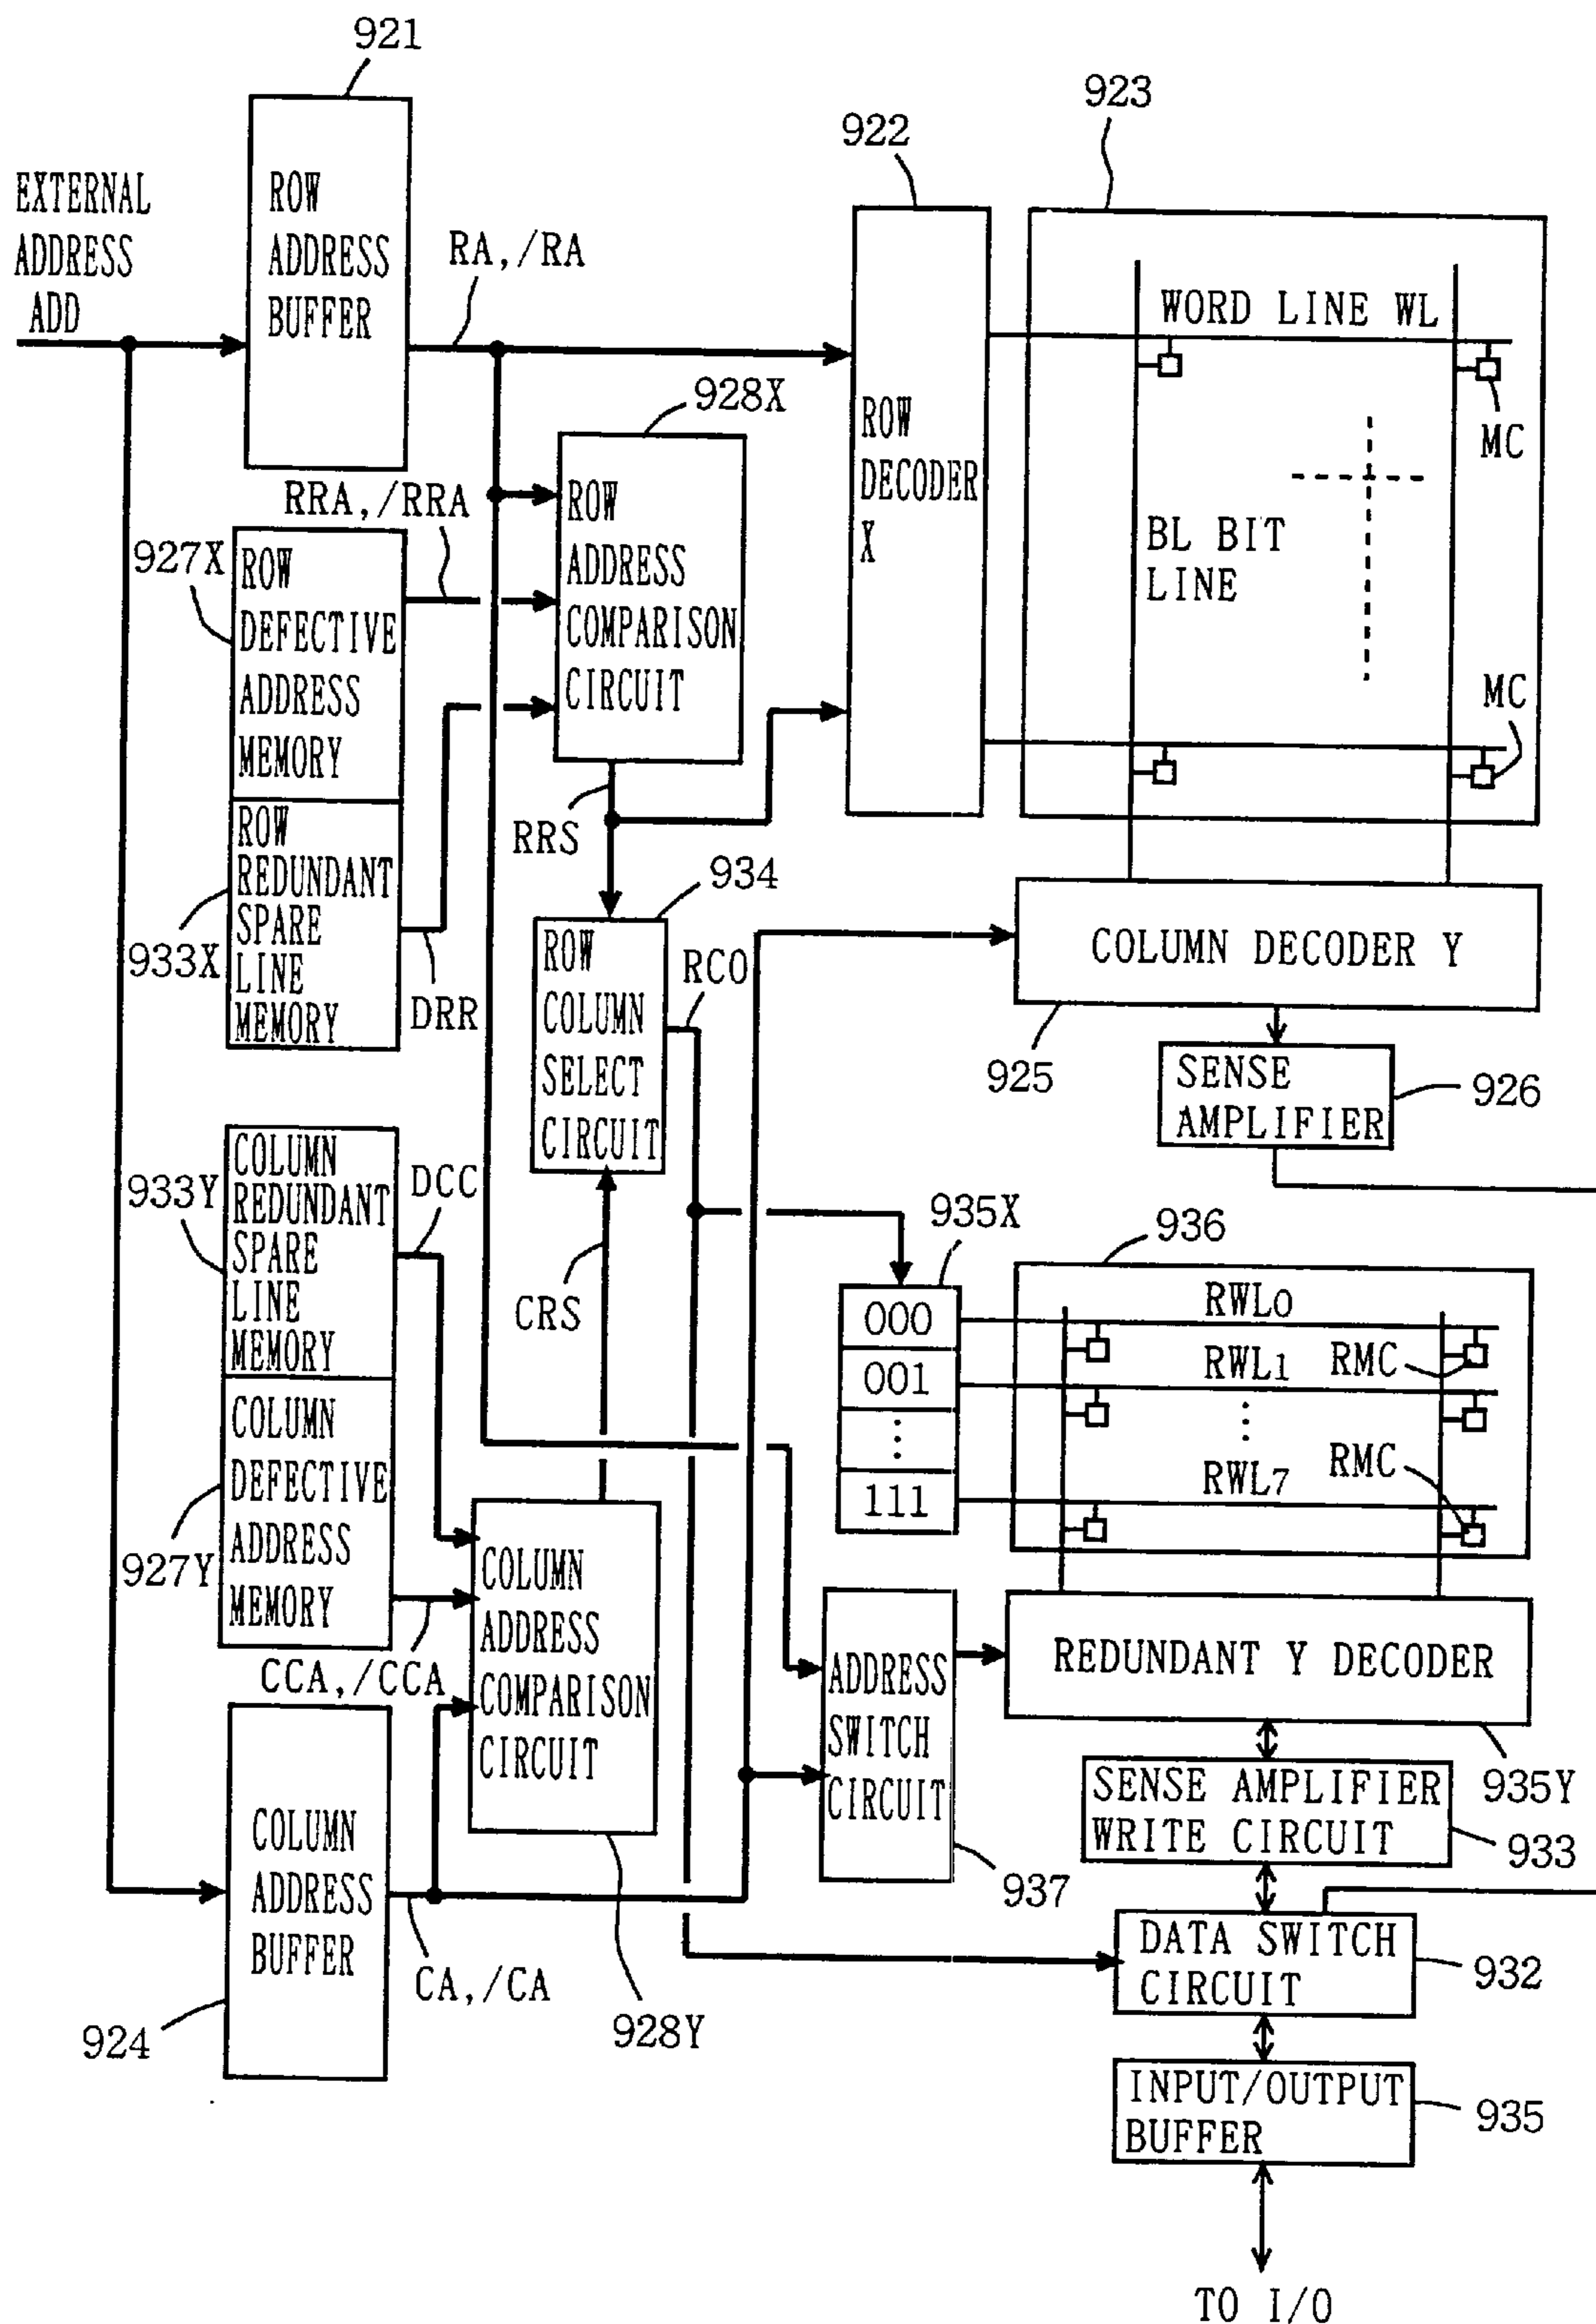 921
923
922
EXTERNAL
ADDRESS
ADD
ROW
ADDRESS
BUFFER
RA,/RA
WORD LINE WL
928X
MC
ROW
DECODER
X
RRA,/RRA
BL BIT
LINE
927X
ROW
DEFECTIVE
ADDRESS
MEMORY
ROW
ADDRESS
COMPARISON
CIRCUIT
MC
ROW
REDUNDANT
SPARE
LINE
MEMORY
933X
DRR
RRS
934
ROW
COLUMN
SELECT
CIRCUIT
RCO
COLUMN DECODER Y
925
SENSE
AMPLIFIER
926
933Y
COLUMN
REDUNDANT
SPARE
LINE
MEMORY
DCC
935X
936
CRS
000
001
⋮
111
RWL0
RWL1
RMC
⋮
RWL7
RMC
COLUMN
DEFECTIVE
ADDRESS
MEMORY
927Y
COLUMN
ADDRESS
COMPARISON
CIRCUIT
CCA,/CCA
ADDRESS
SWITCH
CIRCUIT
REDUNDANT Y DECODER
935Y
SENSE AMPLIFIER
WRITE CIRCUIT
933
COLUMN
ADDRESS
BUFFER
937
CA,/CA
928Y
924
DATA SWITCH
CIRCUIT
932
INPUT/OUTPUT
BUFFER
935
TO I/O